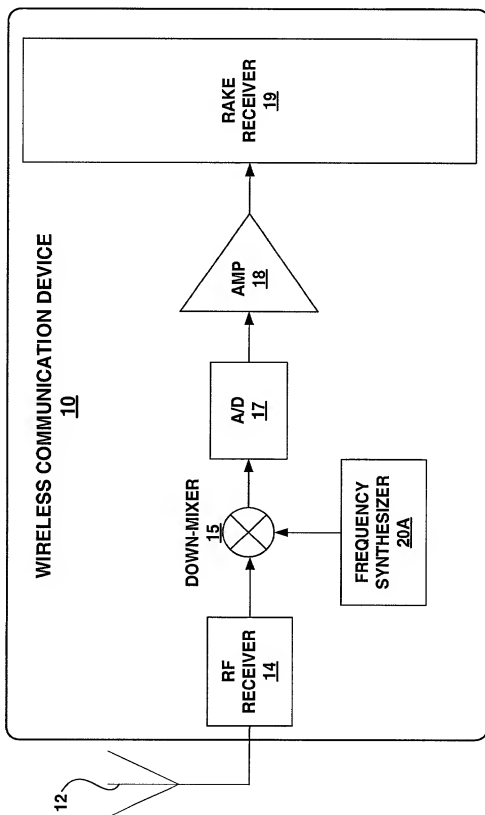 WIRELESS COMMUNICATION DEVICE
10
12
RF
RECEIVER
14
DOWN-MIXER
15
FREQUENCY
SYNTHESIZER
20A
A/D
17
AMP
18
RAKE
RECEIVER
19